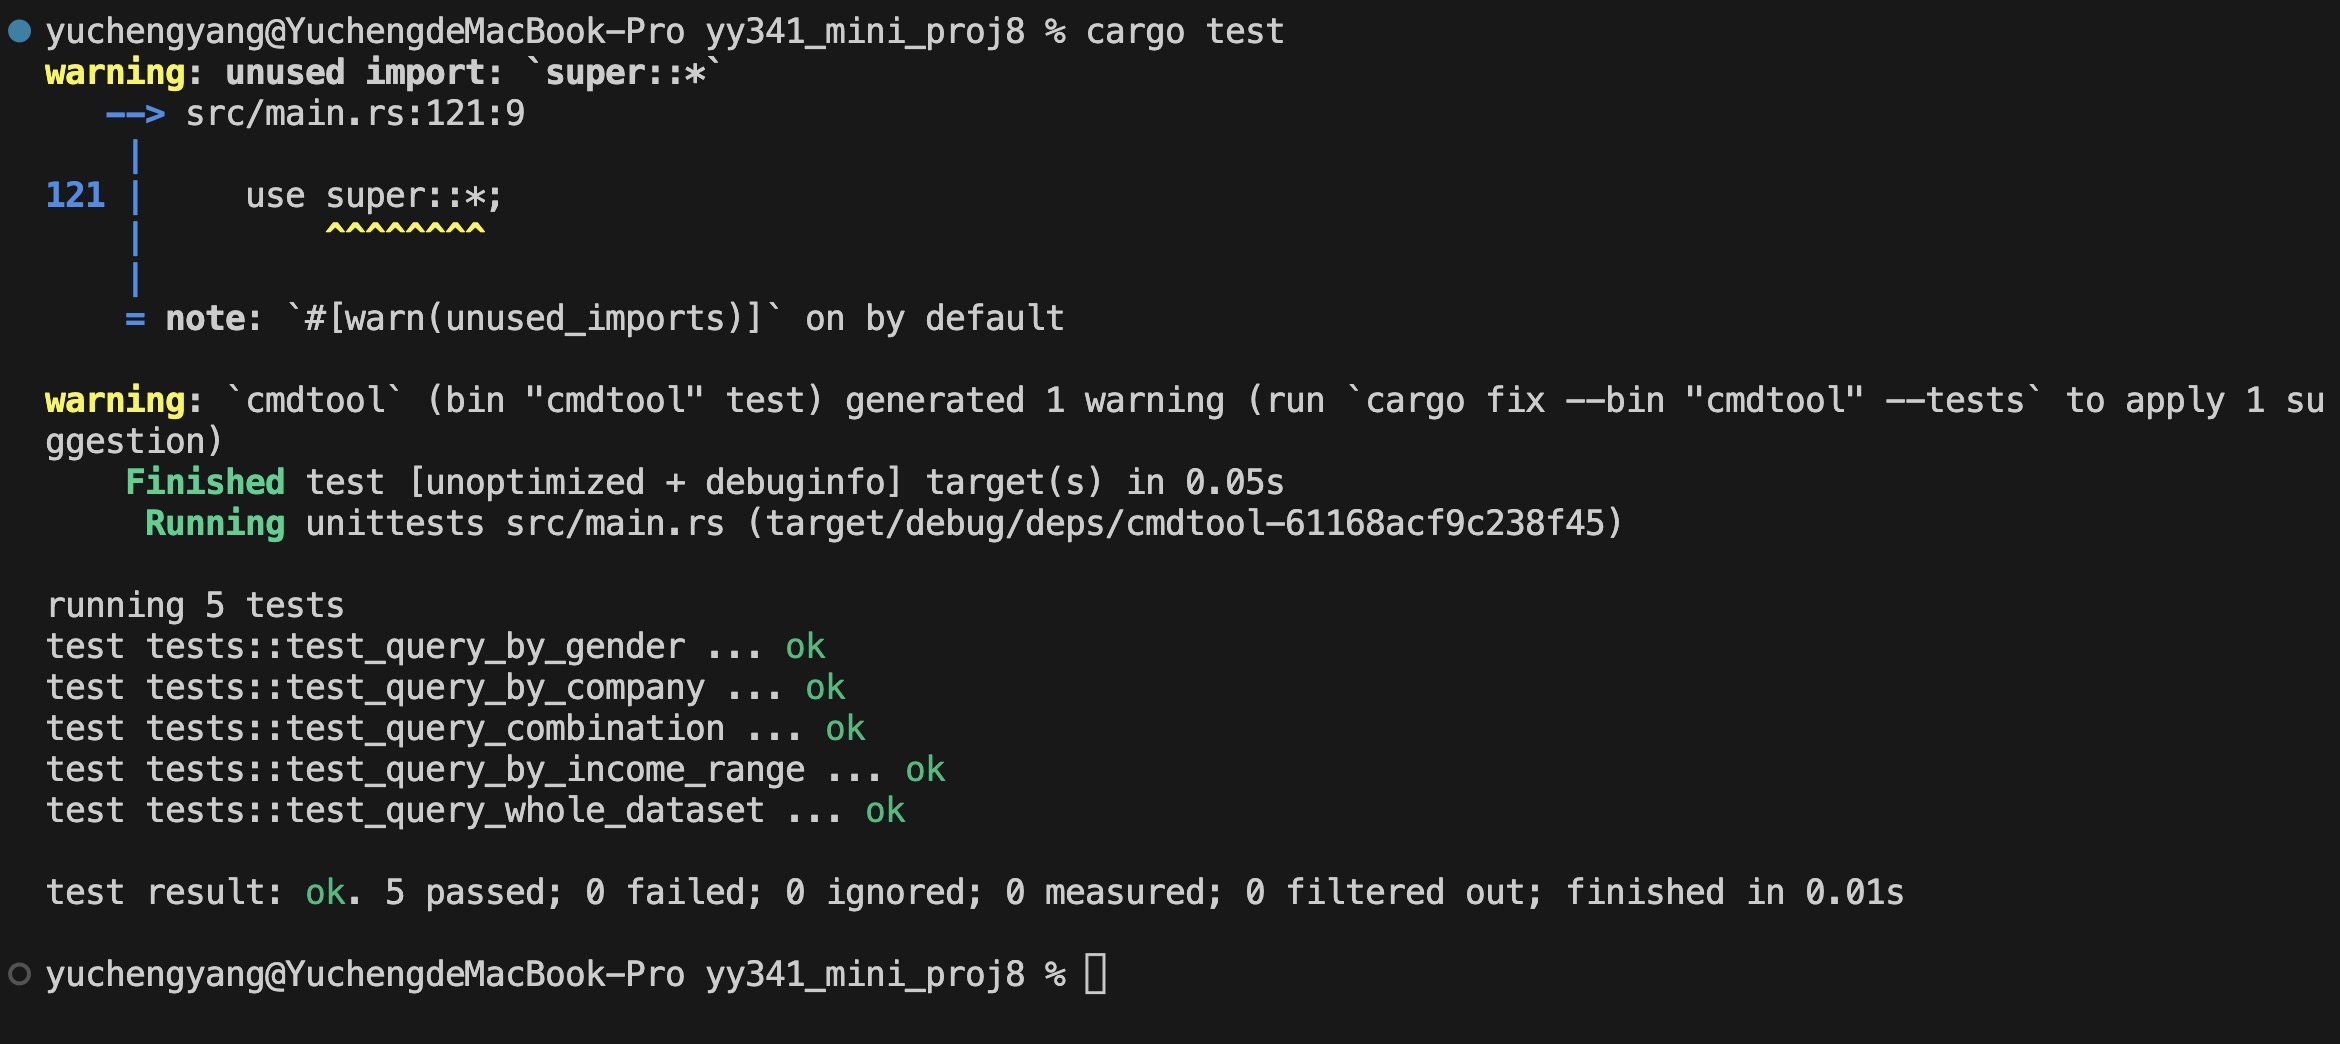 yuchengyang@YuchengdeMacBook-Pro yy341_mini_proj8 % cargo test
warning: unused import: `super::*`
   --> src/main.rs:121:9
    |
121 |     use super::*;
    |         ^^^^^^^^
    |
    = note: `#[warn(unused_imports)]` on by default

warning: `cmdtool` (bin "cmdtool" test) generated 1 warning (run `cargo fix --bin "cmdtool" --tests` to apply 1 su
ggestion)
    Finished test [unoptimized + debuginfo] target(s) in 0.05s
     Running unittests src/main.rs (target/debug/deps/cmdtool-61168acf9c238f45)

running 5 tests
test tests::test_query_by_gender ... ok
test tests::test_query_by_company ... ok
test tests::test_query_combination ... ok
test tests::test_query_by_income_range ... ok
test tests::test_query_whole_dataset ... ok

test result: ok. 5 passed; 0 failed; 0 ignored; 0 measured; 0 filtered out; finished in 0.01s

yuchengyang@YuchengdeMacBook-Pro yy341_mini_proj8 %